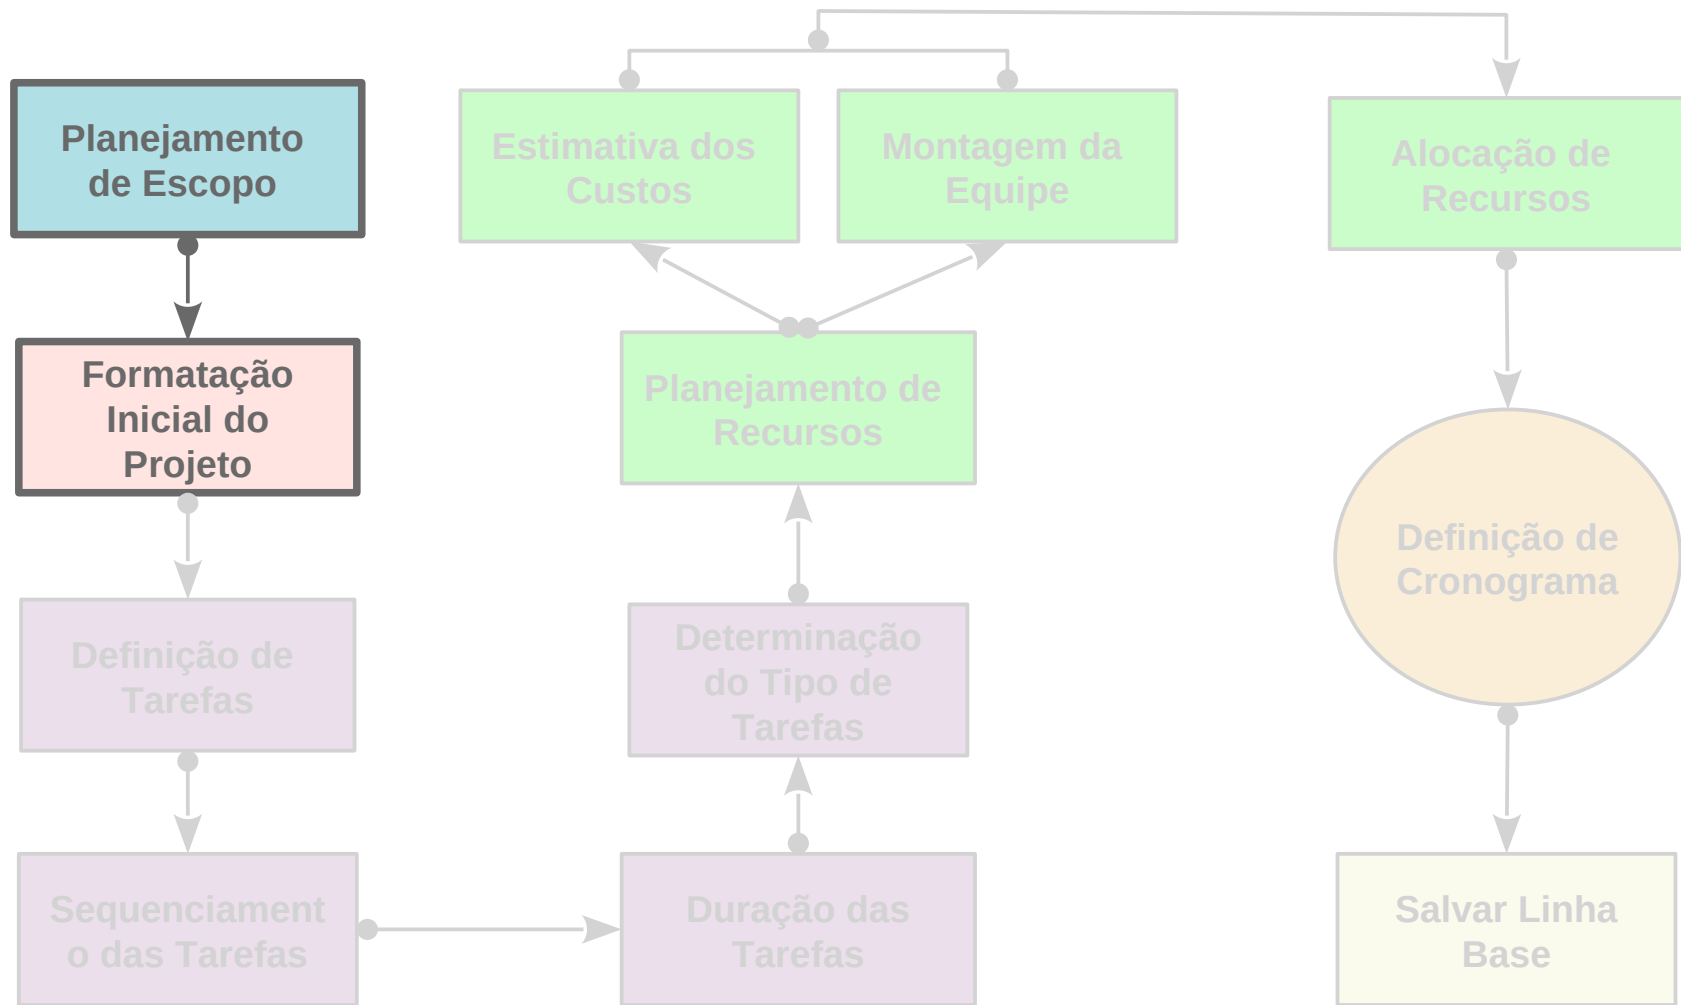 Planejamento
de Escopo
Formatação
Inicial do
Projeto
Definição de
Tarefas
Sequenciament
o das Tarefas
Duração das
Tarefas
Determinação
do Tipo de
Tarefas
Planejamento de
Recursos
Estimativa dos
Custos
Montagem da
Equipe
Alocação de
Recursos
Definição de
Cronograma
Salvar Linha
Base